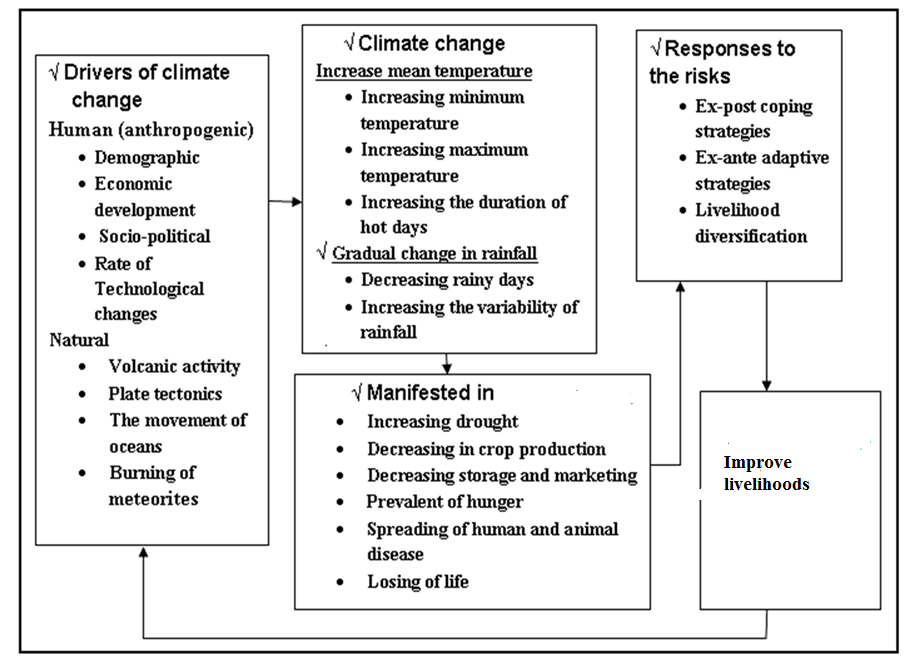 √ Drivers of climate
change
Human (anthropogenic)
• Demographic
• Economic
development
• Socio-political
• Rate of
Technological
changes
Natural
• Volcanic activity
• Plate tectonics
• The movement of
oceans
• Burning of
meteorites
√ Climate change
Increase mean temperature
• Increasing minimum
temperature
• Increasing maximum
temperature
• Increasing the duration of
hot days
√ Gradual change in rainfall
• Decreasing rainy days
• Increasing the variability of
rainfall
√ Manifested in
• Increasing drought
• Decreasing in crop production
• Decreasing storage and marketing
• Prevalent of hunger
• Spreading of human and animal
disease
• Losing of life
√ Responses to
the risks
• Ex-post coping
strategies
• Ex-ante adaptive
strategies
• Livelihood
diversification
Improve
livelihoods